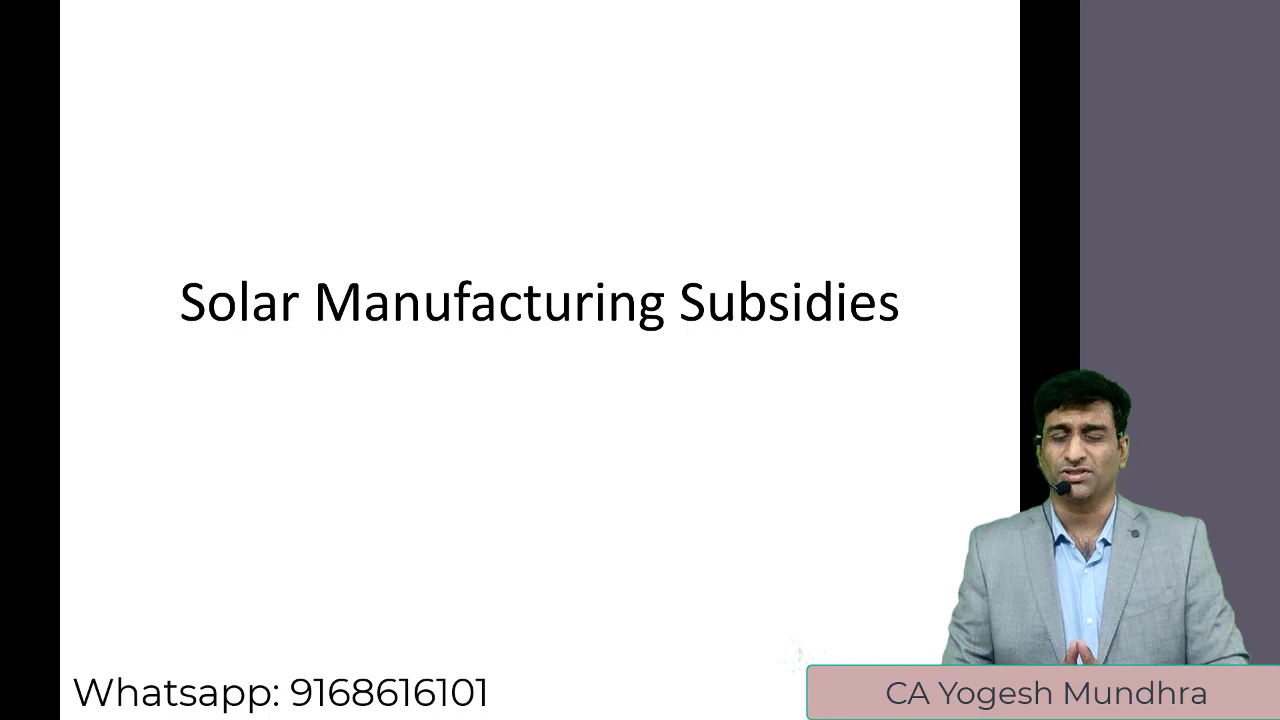 Solar Manufacturing Subsidies
Whatsapp: 9168616101
CA Yogesh Mundhra